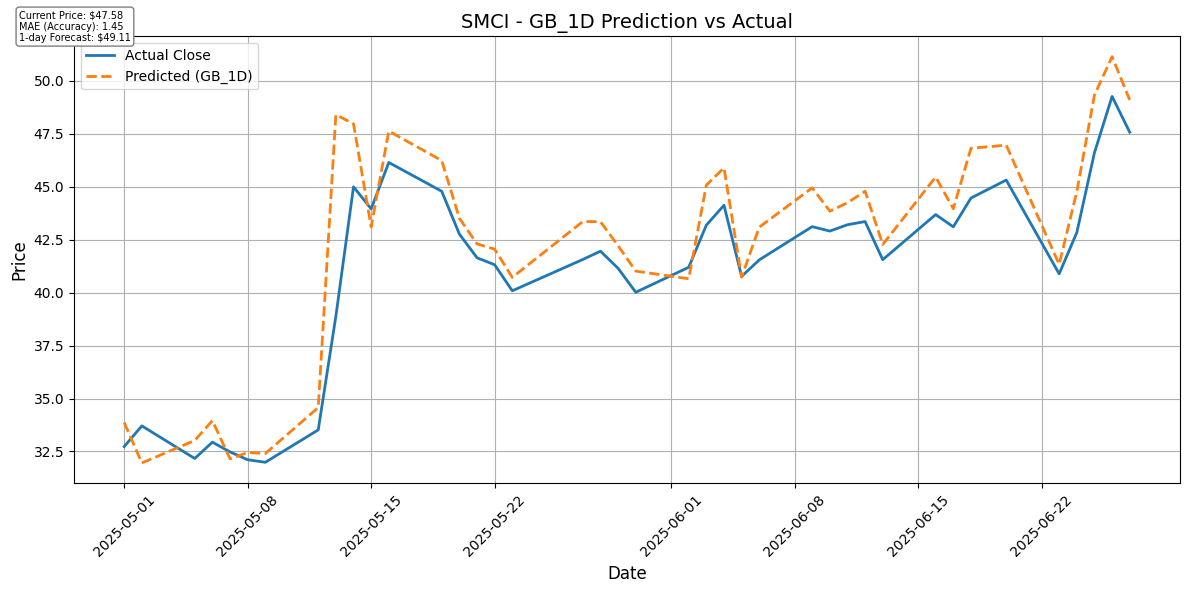 SMCI - GB_1D Prediction vs Actual
Current Price: $47.58
MAE (Accuracy): 1.45
1-day Forecast: $49.11
Actual Close
Predicted (GB_1D)
Price
50.0
47.5
45.0
42.5
40.0
37.5
35.0
32.5
2025-05-01
2025-05-08
2025-05-15
2025-05-22
2025-06-01
2025-06-08
2025-06-15
2025-06-22
Date